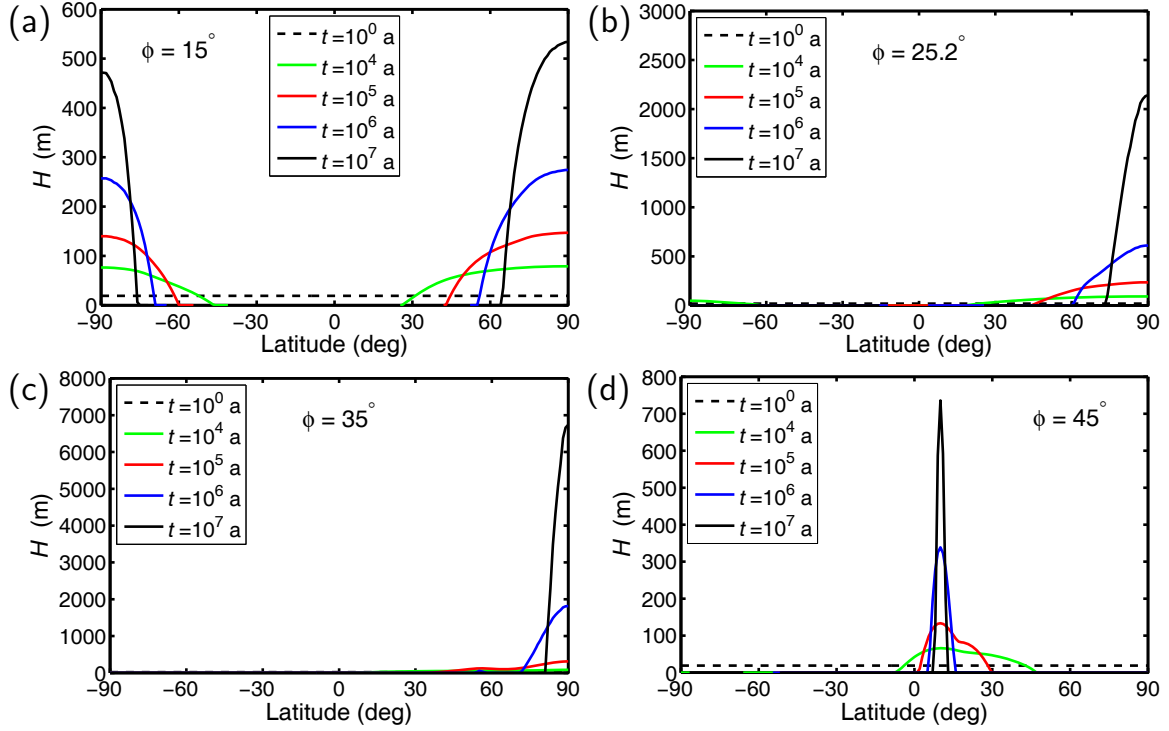 (a)
600
500
400
300
200
100
0
H (m)
ϕ = 15°
t=10⁰ a
t=10⁴ a
t=10⁵ a
t=10⁶ a
t=10⁷ a
−90 −60 −30 0 30 60 90
Latitude (deg)
(b)
3000
2500
2000
1500
1000
500
0
H (m)
t=10⁰ a
t=10⁴ a
t=10⁵ a
t=10⁶ a
t=10⁷ a
ϕ = 25.2°
−90 −60 −30 0 30 60 90
Latitude (deg)
(c)
8000
7000
6000
5000
4000
3000
2000
1000
0
H (m)
t=10⁰ a
t=10⁴ a
t=10⁵ a
t=10⁶ a
t=10⁷ a
ϕ = 35°
−90 −60 −30 0 30 60 90
Latitude (deg)
(d)
800
700
600
500
400
300
200
100
0
H (m)
t=10⁰ a
t=10⁴ a
t=10⁵ a
t=10⁶ a
t=10⁷ a
ϕ = 45°
−90 −60 −30 0 30 60 90
Latitude (deg)